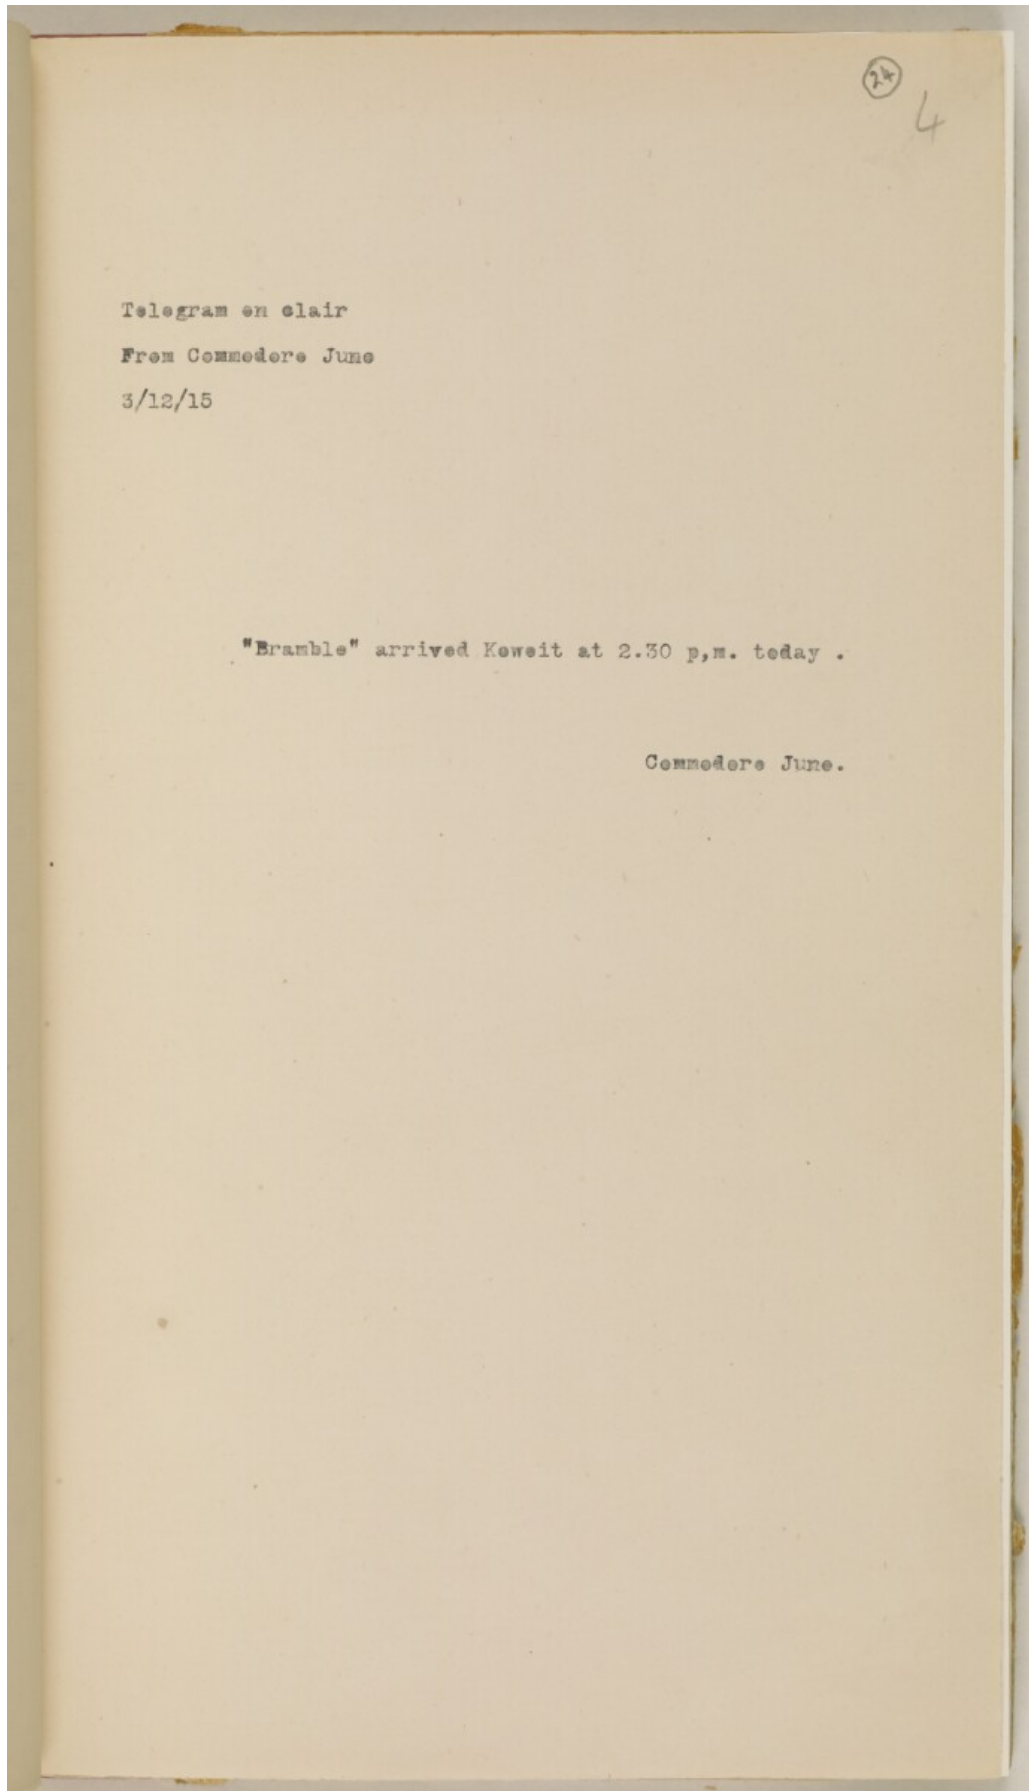 24
4
Telegram en clair
From Commodore June
3/12/15
"Bramble" arrived Koweit at 2.30 p,m. today .
Commodore June.